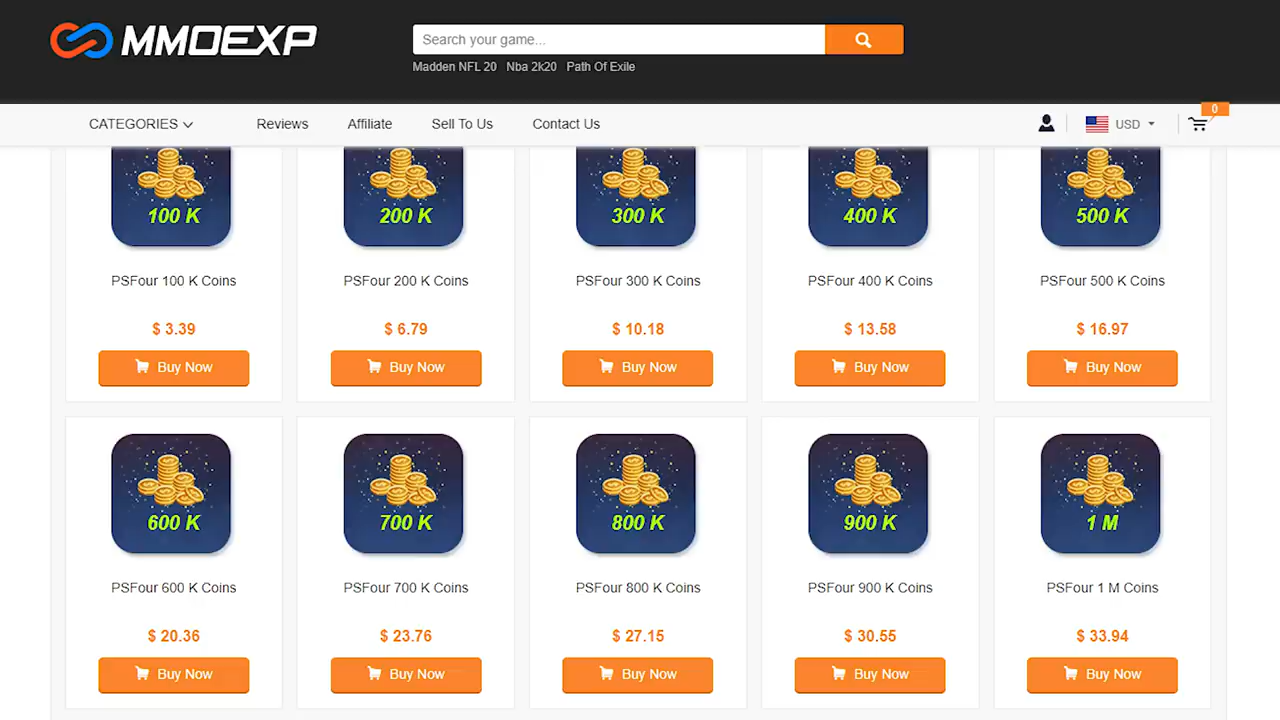 MMOEXP
Search your game...
Madden NFL 20 Nba 2k20 Path Of Exile
CATEGORIES Reviews Affiliate Sell To Us Contact Us USD 0
100 K 200 K 300 K 400 K 500 K
PSFour 100 K Coins PSFour 200 K Coins PSFour 300 K Coins PSFour 400 K Coins PSFour 500 K Coins
$ 3.39 $ 6.79 $ 10.18 $ 13.58 $ 16.97
Buy Now Buy Now Buy Now Buy Now Buy Now
600 K 700 K 800 K 900 K 1 M
PSFour 600 K Coins PSFour 700 K Coins PSFour 800 K Coins PSFour 900 K Coins PSFour 1 M Coins
$ 20.36 $ 23.76 $ 27.15 $ 30.55 $ 33.94
Buy Now Buy Now Buy Now Buy Now Buy Now